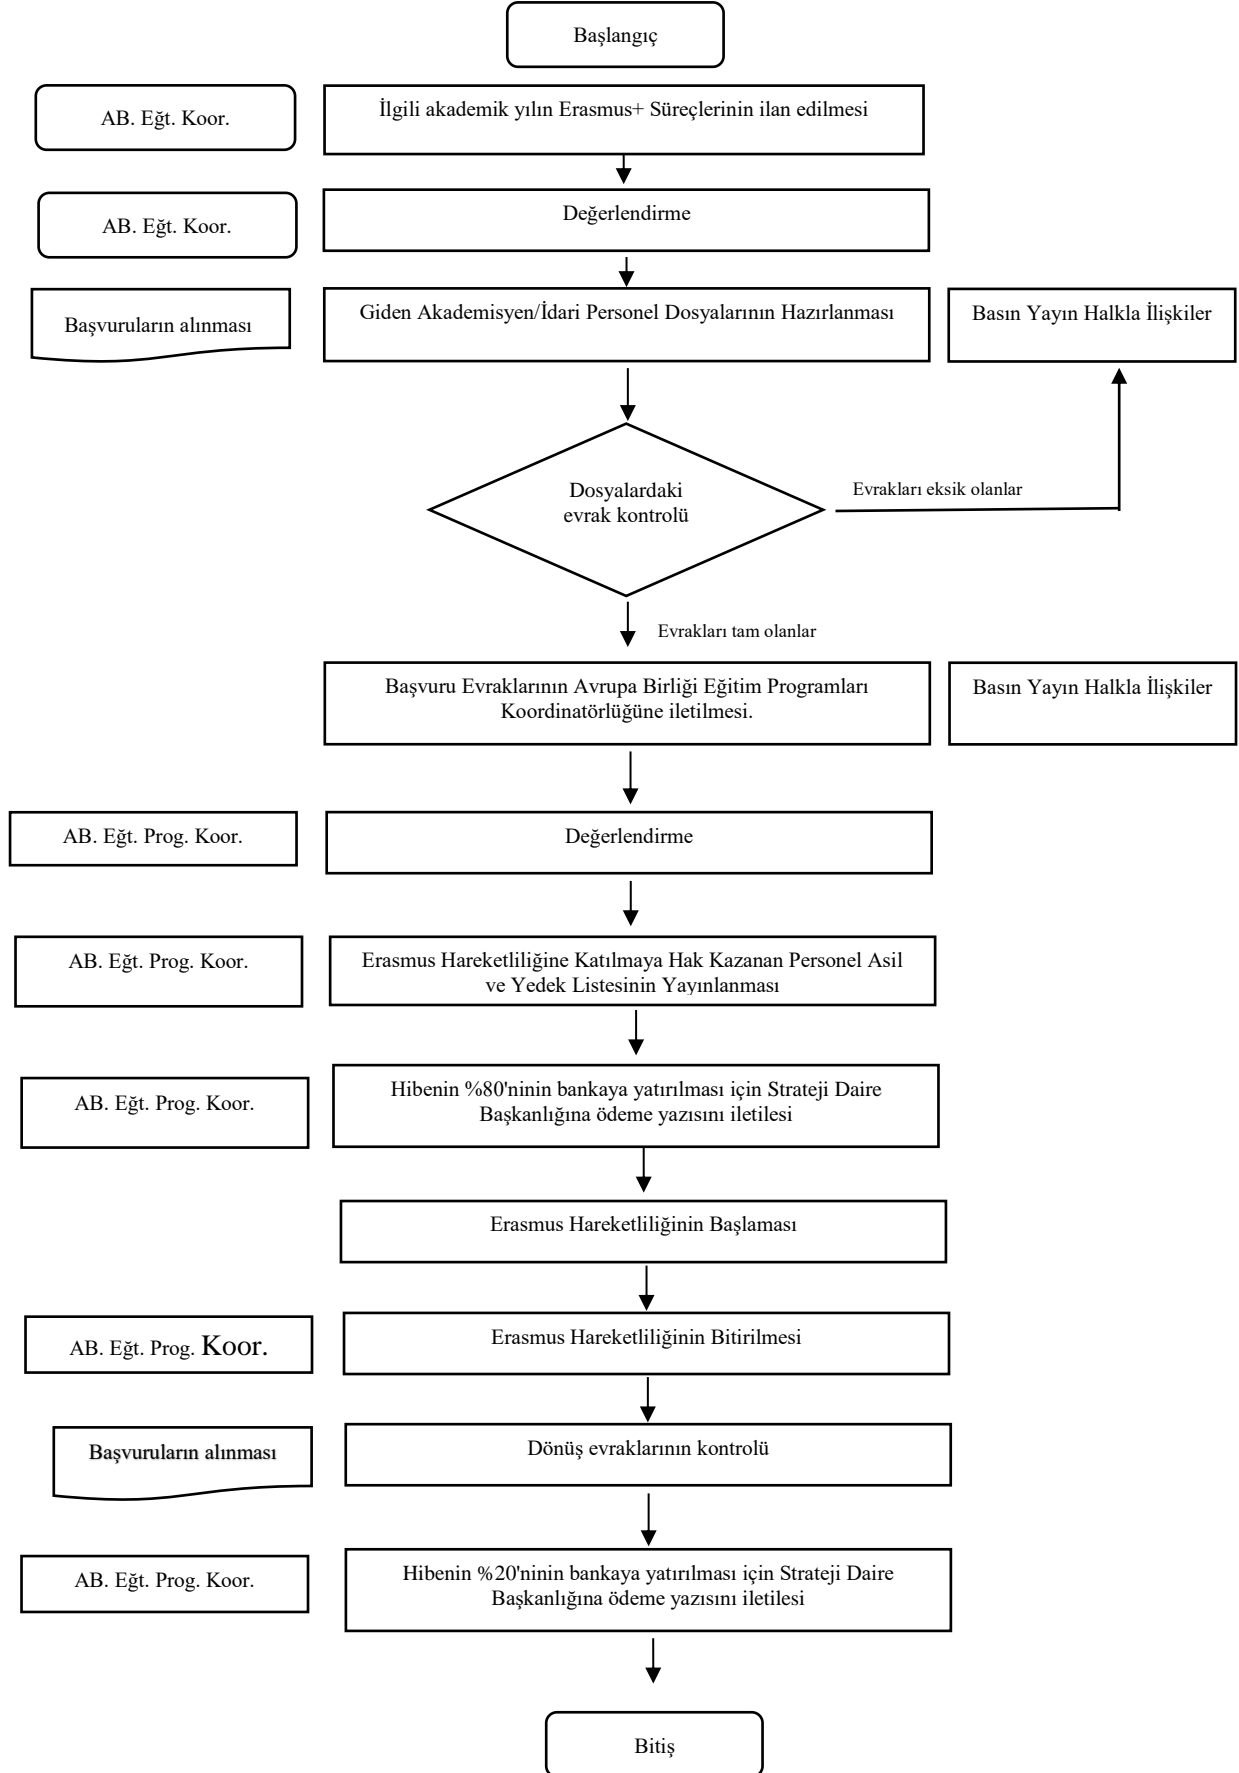 Başlangıç
AB. Eğt. Koor.
İlgili akademik yılın Erasmus+ Süreçlerinin ilan edilmesi
AB. Eğt. Koor.
Değerlendirme
Başvuruların alınması
Giden Akademisyen/İdari Personel Dosyalarının Hazırlanması
Basın Yayın Halkla İlişkiler
Dosyalardaki
evrak kontrolü
Evrakları eksik olanlar
Evrakları tam olanlar
Başvuru Evraklarının Avrupa Birliği Eğitim Programları
Koordinatörlüğüne iletilmesi.
Basın Yayın Halkla İlişkiler
AB. Eğt. Prog. Koor.
Değerlendirme
AB. Eğt. Prog. Koor.
Erasmus Hareketliliğine Katılmaya Hak Kazanan Personel Asil
ve Yedek Listesinin Yayınlanması
AB. Eğt. Prog. Koor.
Hibenin %80'ninin bankaya yatırılması için Strateji Daire
Başkanlığına ödeme yazısını iletilesi
Erasmus Hareketliliğinin Başlaması
AB. Eğt. Prog. Koor.
Erasmus Hareketliliğinin Bitirilmesi
Başvuruların alınması
Dönüş evraklarının kontrolü
AB. Eğt. Prog. Koor.
Hibenin %20'ninin bankaya yatırılması için Strateji Daire
Başkanlığına ödeme yazısını iletilesi
Bitiş